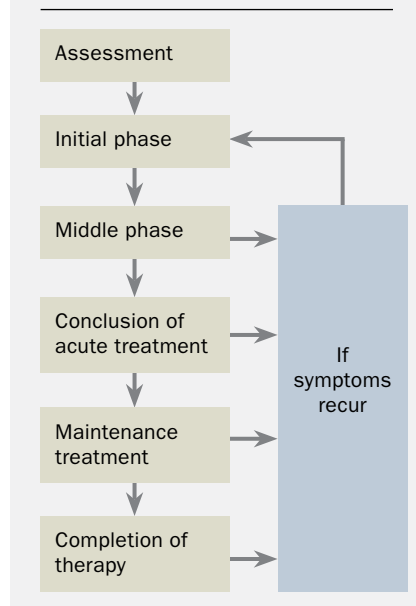 Assessment
Initial phase
Middle phase
Conclusion of
acute treatment
If
symptoms
recur
Maintenance
treatment
Completion of
therapy